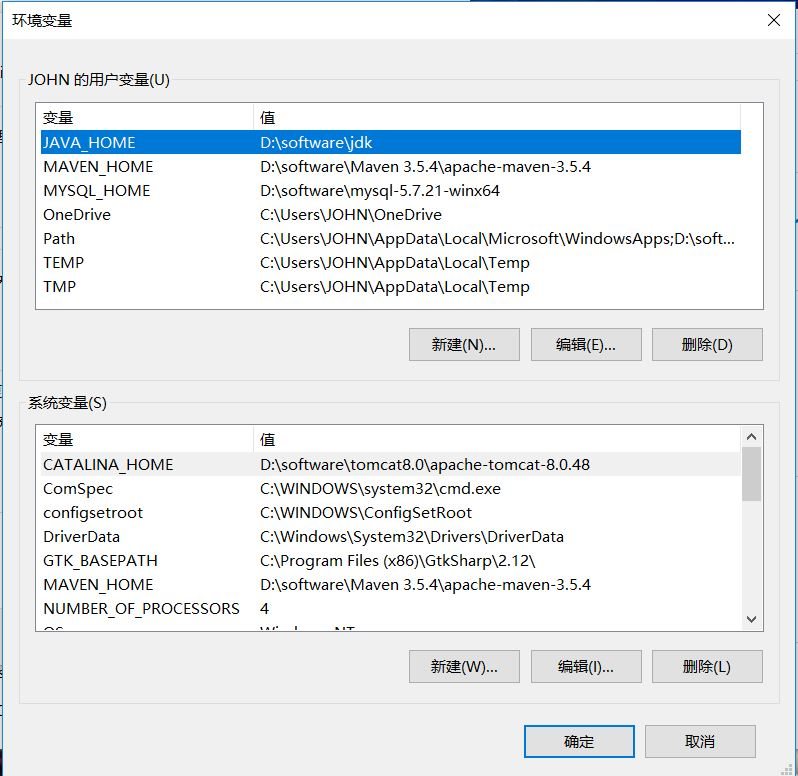 环境变量
JOHN 的用户变量(U)
变量 值
JAVA_HOME D:\software\jdk
MAVEN_HOME D:\software\Maven 3.5.4\apache-maven-3.5.4
MYSQL_HOME D:\software\mysql-5.7.21-winx64
OneDrive C:\Users\JOHN\OneDrive
Path C:\Users\JOHN\AppData\Local\Microsoft\WindowsApps;D:\soft...
TEMP C:\Users\JOHN\AppData\Local\Temp
TMP C:\Users\JOHN\AppData\Local\Temp
新建(N)... 编辑(E)... 删除(D)
系统变量(S)
变量 值
CATALINA_HOME D:\software\tomcat8.0\apache-tomcat-8.0.48
ComSpec C:\WINDOWS\system32\cmd.exe
configsetroot C:\WINDOWS\ConfigSetRoot
DriverData C:\Windows\System32\Drivers\DriverData
GTK_BASEPATH C:\Program Files (x86)\GtkSharp\2.12\
MAVEN_HOME D:\software\Maven 3.5.4\apache-maven-3.5.4
NUMBER_OF_PROCESSORS 4
OS Windows_NT
新建(W)... 编辑(I)... 删除(L)
确定 取消